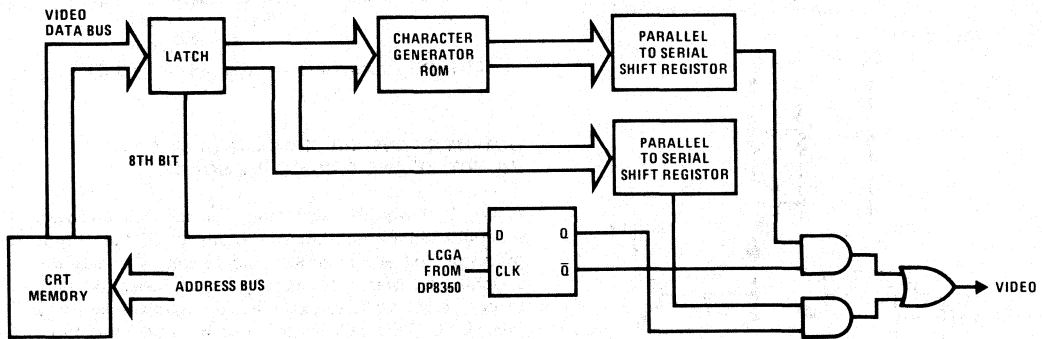 VIDEO
DATA BUS
LATCH
CHARACTER
GENERATOR
ROM
PARALLEL
TO SERIAL
SHIFT REGISTOR
8TH BIT
PARALLEL
TO SERIAL
SHIFT REGISTOR
D
Q
CLK
Q̅
LCGA
FROM
DP8350
CRT
MEMORY
ADDRESS BUS
VIDEO